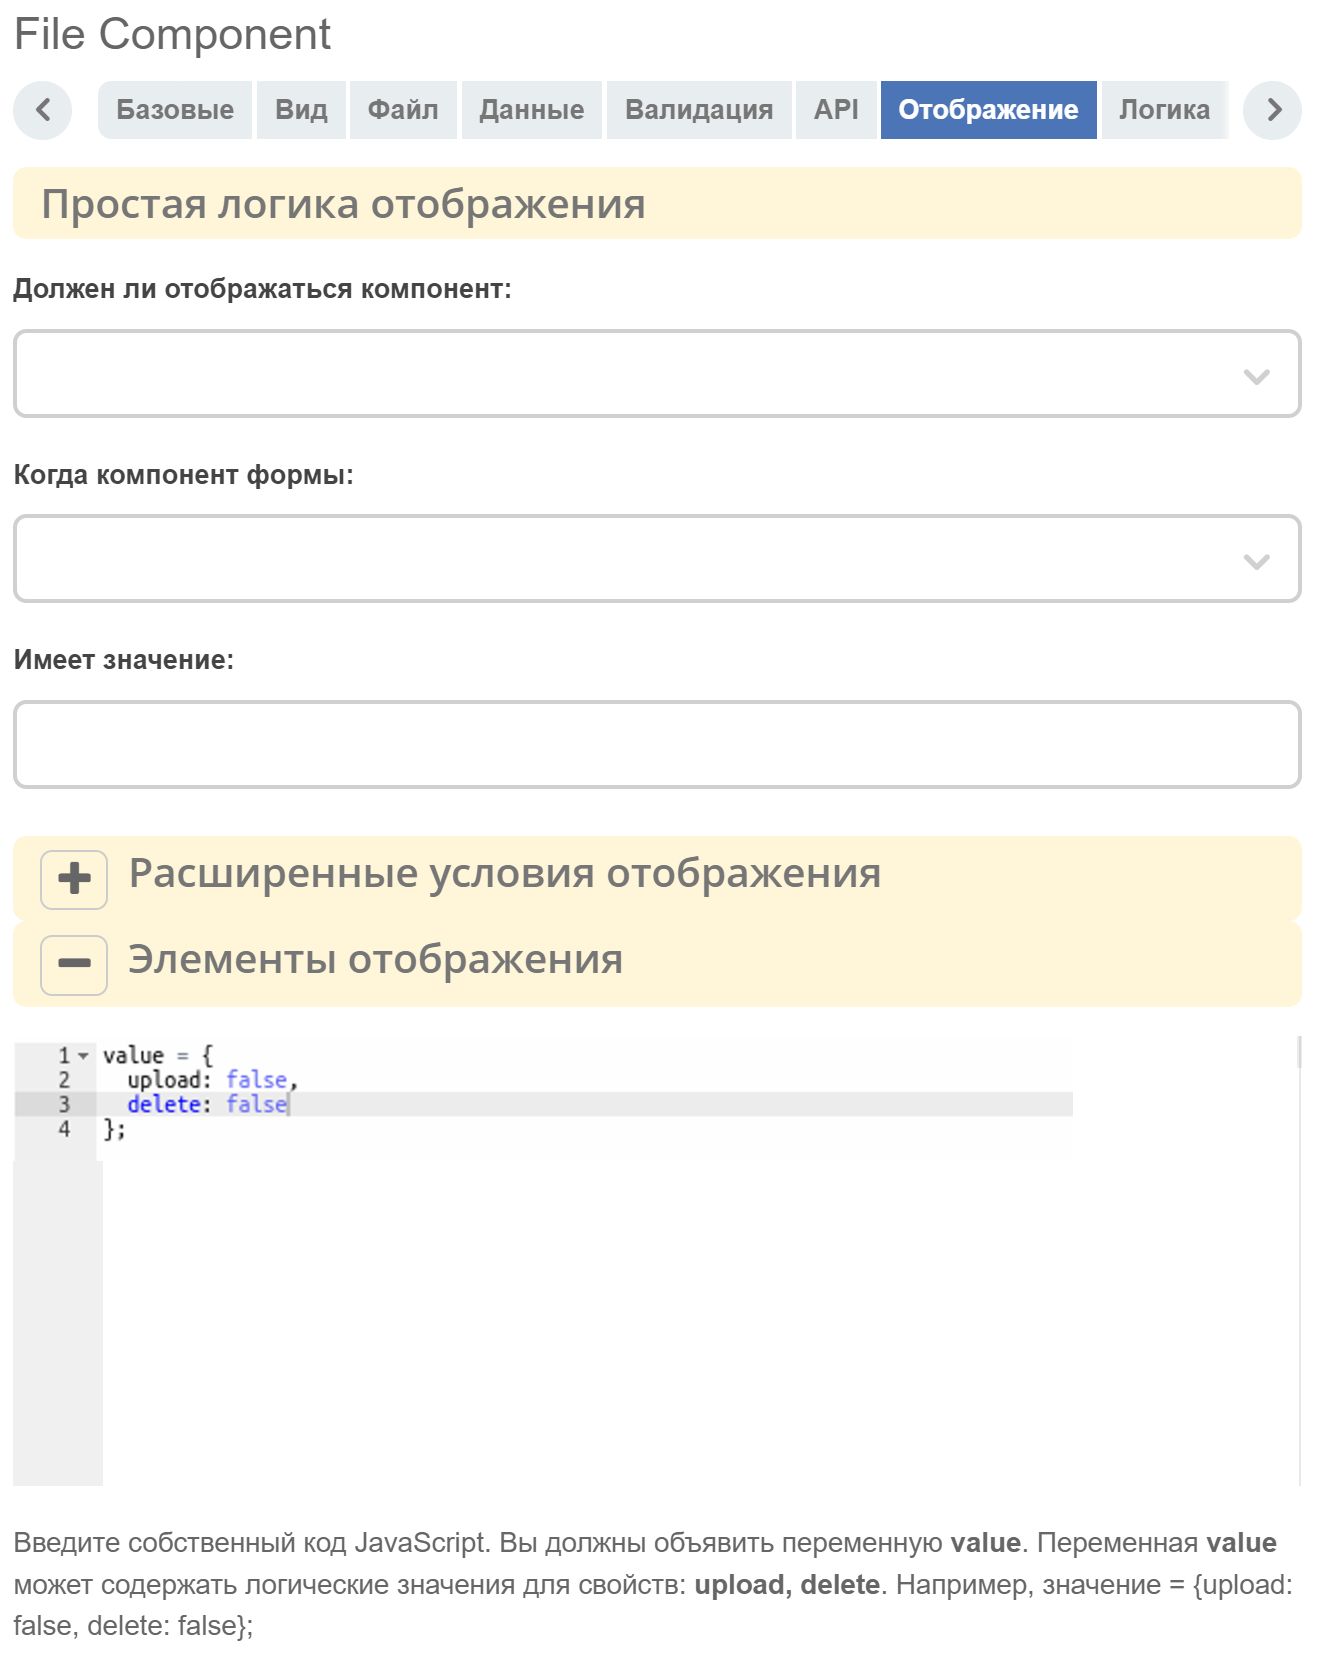 File Component
Базовые Вид Файл Данные Валидация API Отображение Логика
Простая логика отображения
Должен ли отображаться компонент:
Когда компонент формы:
Имеет значение:
Расширенные условия отображения
Элементы отображения
1 value = {
2 upload: false,
3 delete: false
4 };
Введите собственный код JavaScript. Вы должны объявить переменную value. Переменная value
может содержать логические значения для свойств: upload, delete. Например, значение = {upload:
false, delete: false};